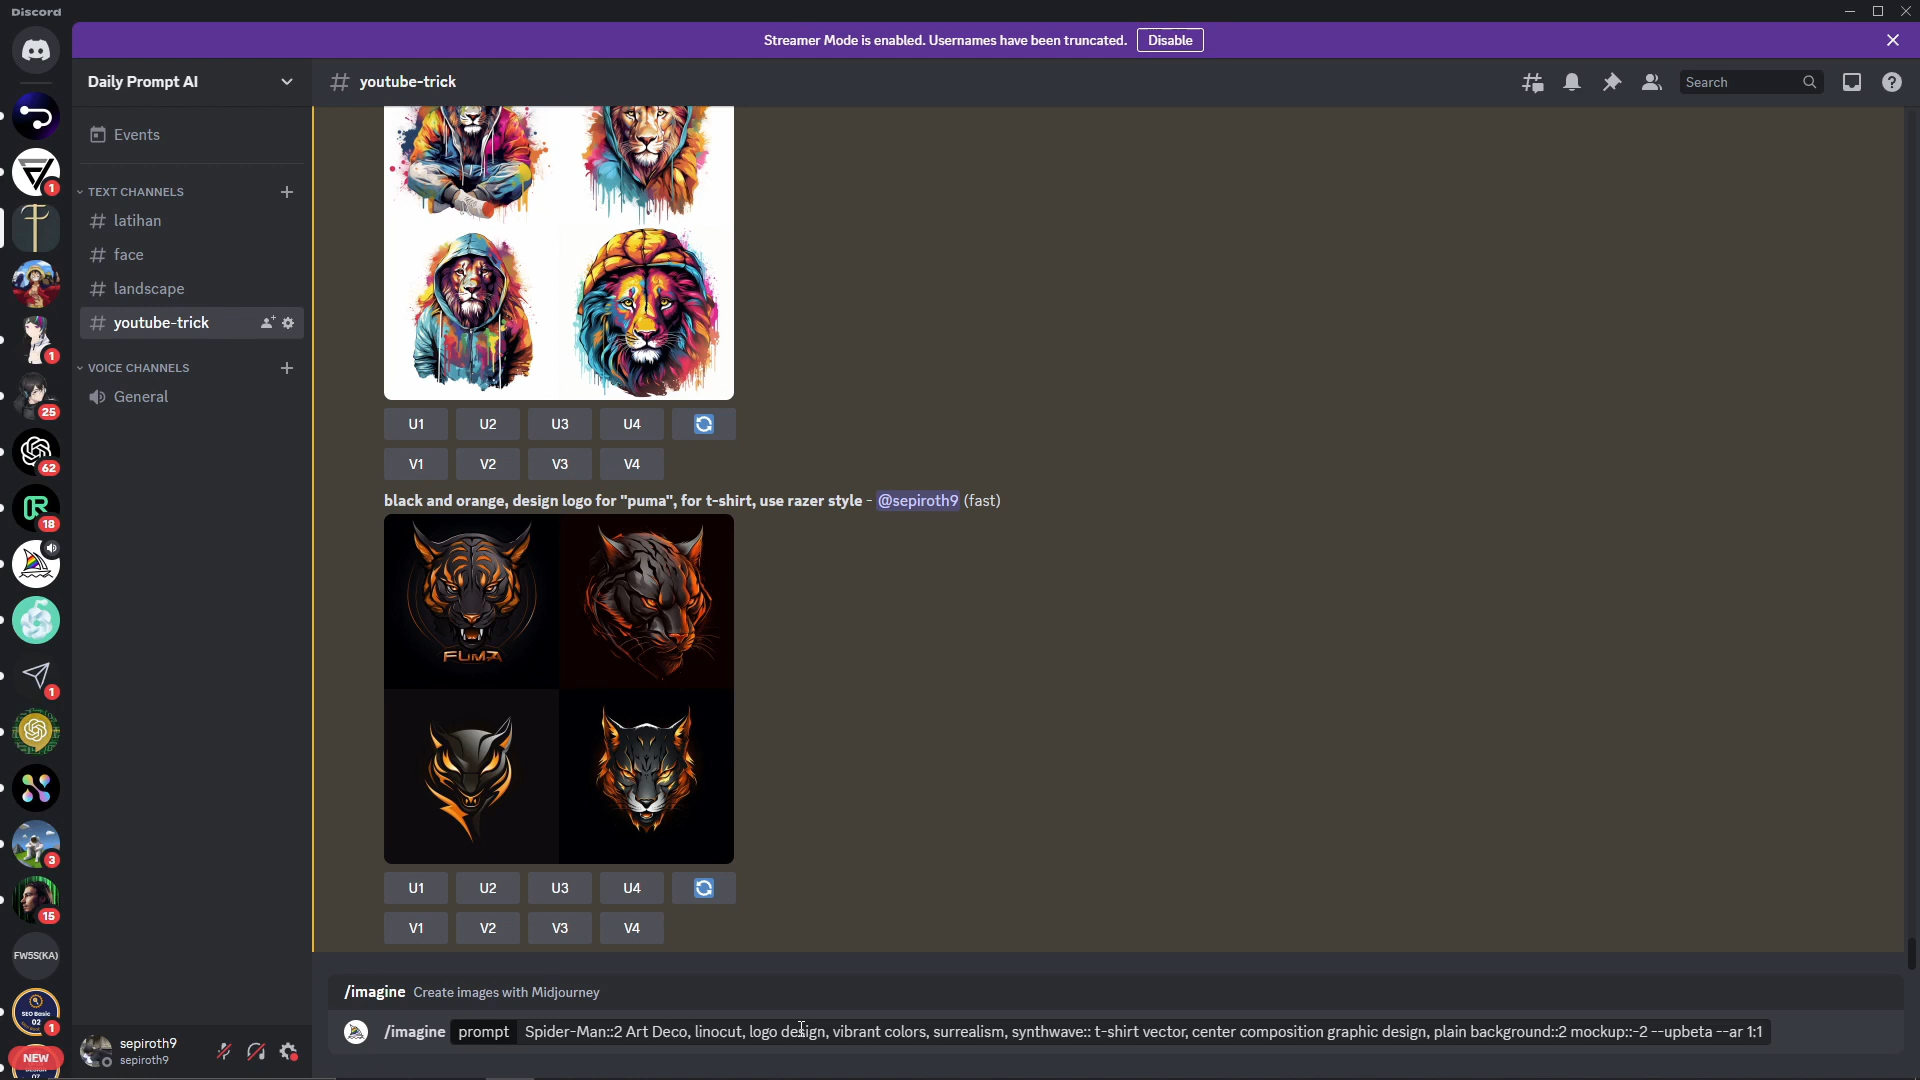 Discord
Streamer Mode is enabled. Usernames have been truncated. Disable
Daily Prompt AI
youtube-trick
Search
Events
TEXT CHANNELS
latihan
face
landscape
youtube-trick
VOICE CHANNELS
General
1
1
25
62
18
1
3
15
FW5S(KA)
SEO Basic
02
1
NEW
sepiroth9
sepiroth9
U1 U2 U3 U4
V1 V2 V3 V4
black and orange, design logo for "puma", for t-shirt, use razer style - @sepiroth9 (fast)
FUMA
U1 U2 U3 U4
V1 V2 V3 V4
/imagine Create images with Midjourney
/imagine prompt Spider-Man::2 Art Deco, linocut, logo design, vibrant colors, surrealism, synthwave:: t-shirt vector, center composition graphic design, plain background::2 mockup::-2 --upbeta --ar 1:1